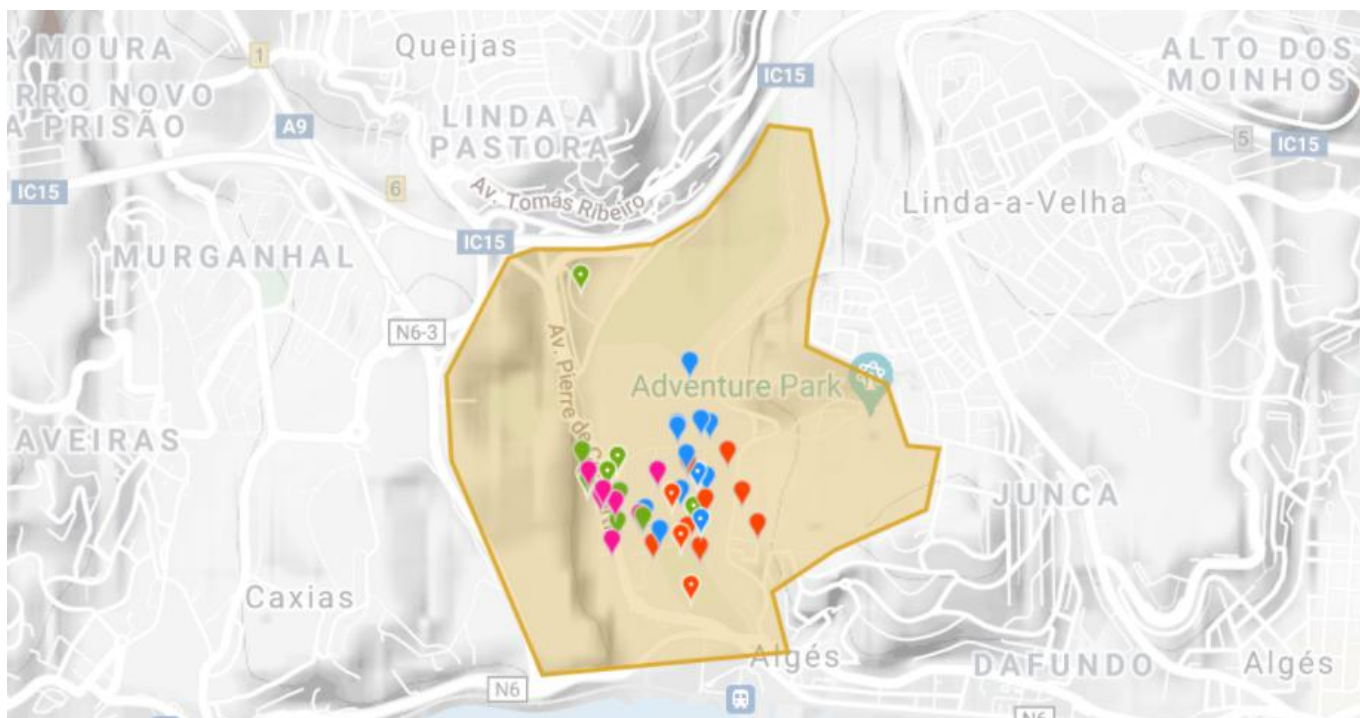 A MOURA
1
Queijas
IC15
ALTO DOS
MOINHOS
RRO NOVO
A PRISÃO
A9
LINDA A
PASTORA
5
IC15
IC15
6
Av. Tomás Ribeiro
Linda-a-Velha
IC15
MURGANHAL
N6-3
Av. Pierre de C
Adventure Park
AVEIRAS
JUNCA
Caxias
Algés
DAFUNDO
Algés
N6
N6